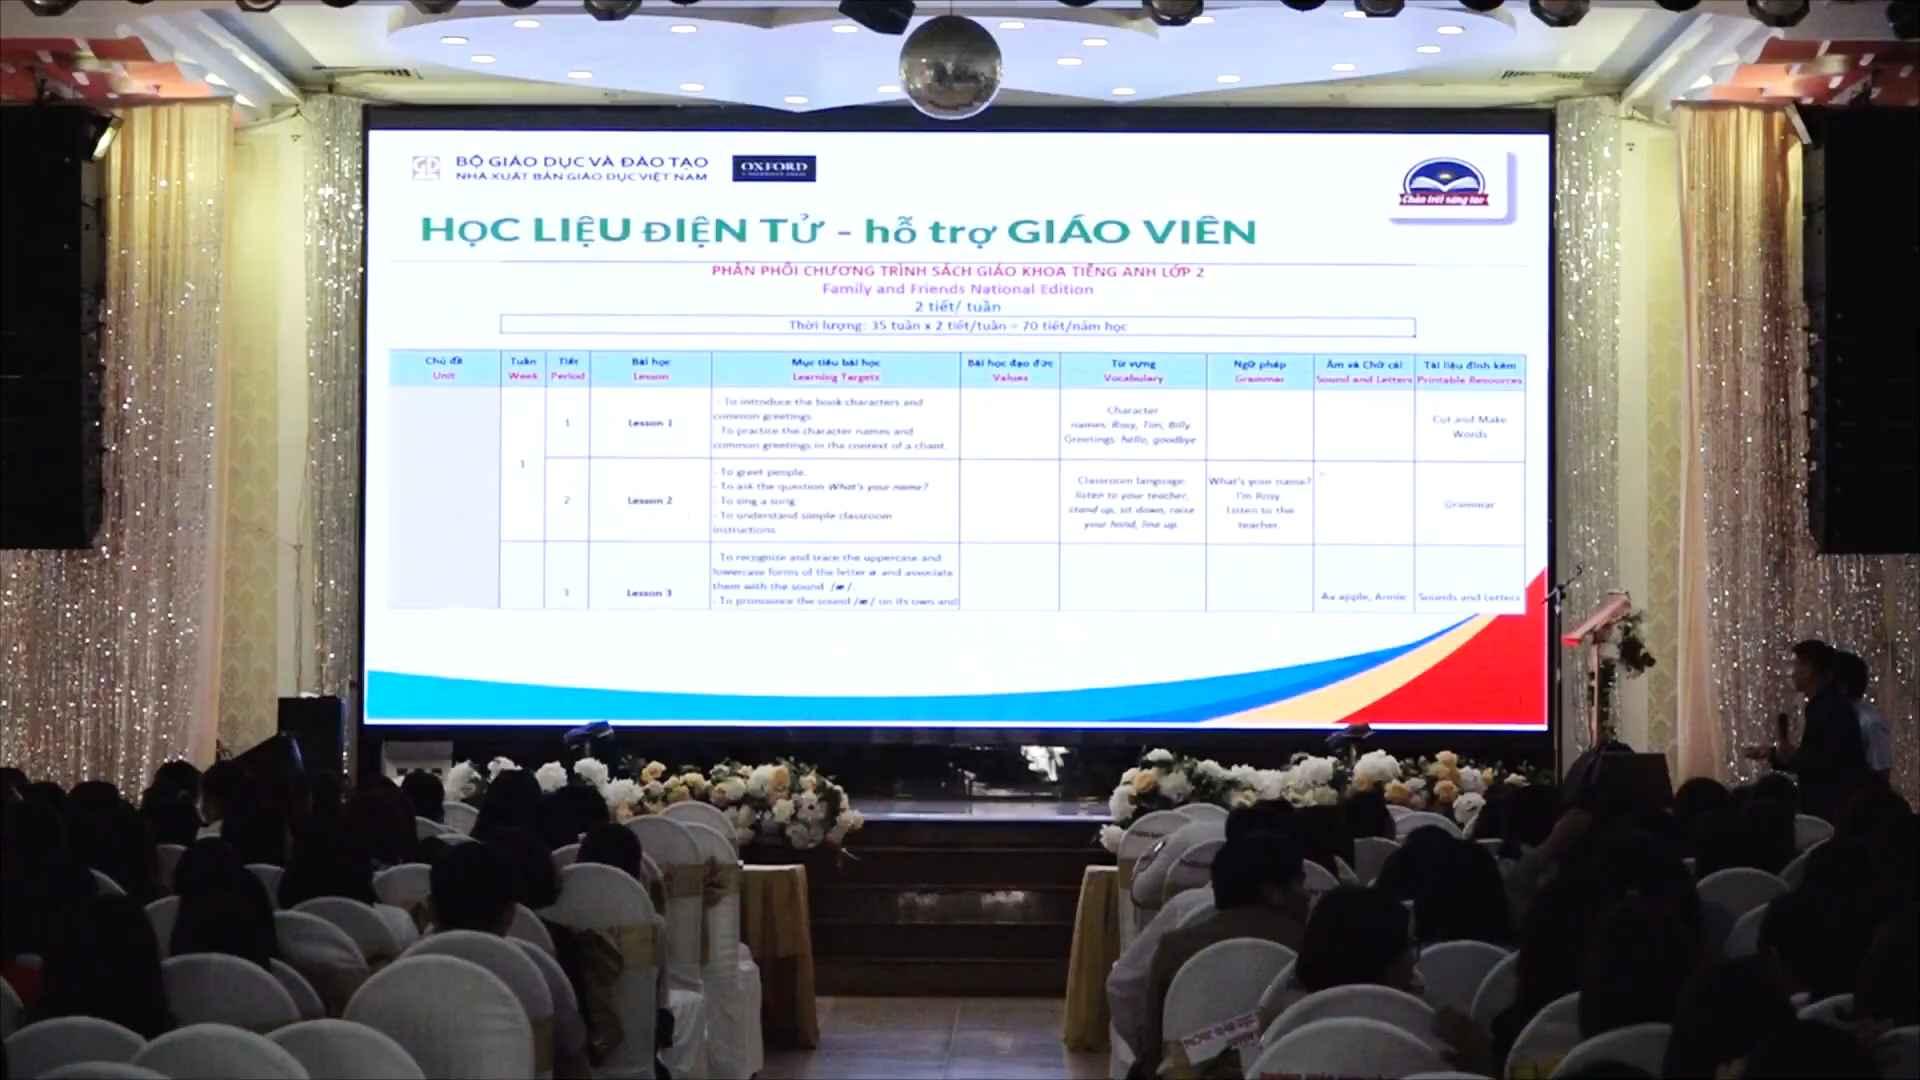 BỘ GIÁO DỤC VÀ ĐÀO TẠO
NHÀ XUẤT BẢN GIÁO DỤC VIỆT NAM
OXFORD
Chân trời sáng tạo
HỌC LIỆU ĐIỆN TỬ - hỗ trợ GIÁO VIÊN
PHÂN PHỐI CHƯƠNG TRÌNH SÁCH GIÁO KHOA TIẾNG ANH LỚP 2
Family and Friends National Edition
2 tiết/ tuần
Thời lượng: 35 tuần x 2 tiết/tuần = 70 tiết/năm học
Chủ đề Tuần Tiết Bài học Mục tiêu bài học Bài học đạo đức Từ vựng Ngữ pháp Âm và Chữ cái Tài liệu đính kèm
Unit Week Period Lesson Learning Targets Values Vocabulary Grammar Sound and Letters Printable Resources
1
1
Lesson 1
- To introduce the book characters and
common greetings.
- To practice the character names and
common greetings in the context of a chant.
Character
names: Rosy, Tim, Billy
Greetings: hello, goodbye
Cut and Make
Words
2
Lesson 2
- To greet people.
- To ask the question What's your name?
- To sing a song.
- To understand simple classroom
instructions.
Classroom language:
listen to your teacher,
stand up, sit down, raise
your hand, line up.
What's your name?
I'm Rosy.
Listen to the
teacher.
Grammar
3
Lesson 3
To recognize and trace the uppercase and
lowercase forms of the letter a and associate
them with the sound /æ/
- To pronounce the sound /æ/ on its own and
Aa apple, Annie
Sounds and Letters